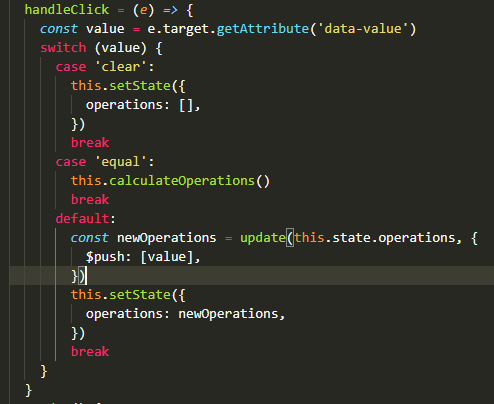 handleClick = (e) => {
const value = e.target.getAttribute('data-value')
switch (value) {
case 'clear':
this.setState({
operations: [],
})
break
case 'equal':
this.calculateOperations()
break
default:
const newOperations = update(this.state.operations, {
$push: [value],
})
this.setState({
operations: newOperations,
})
break
}
}